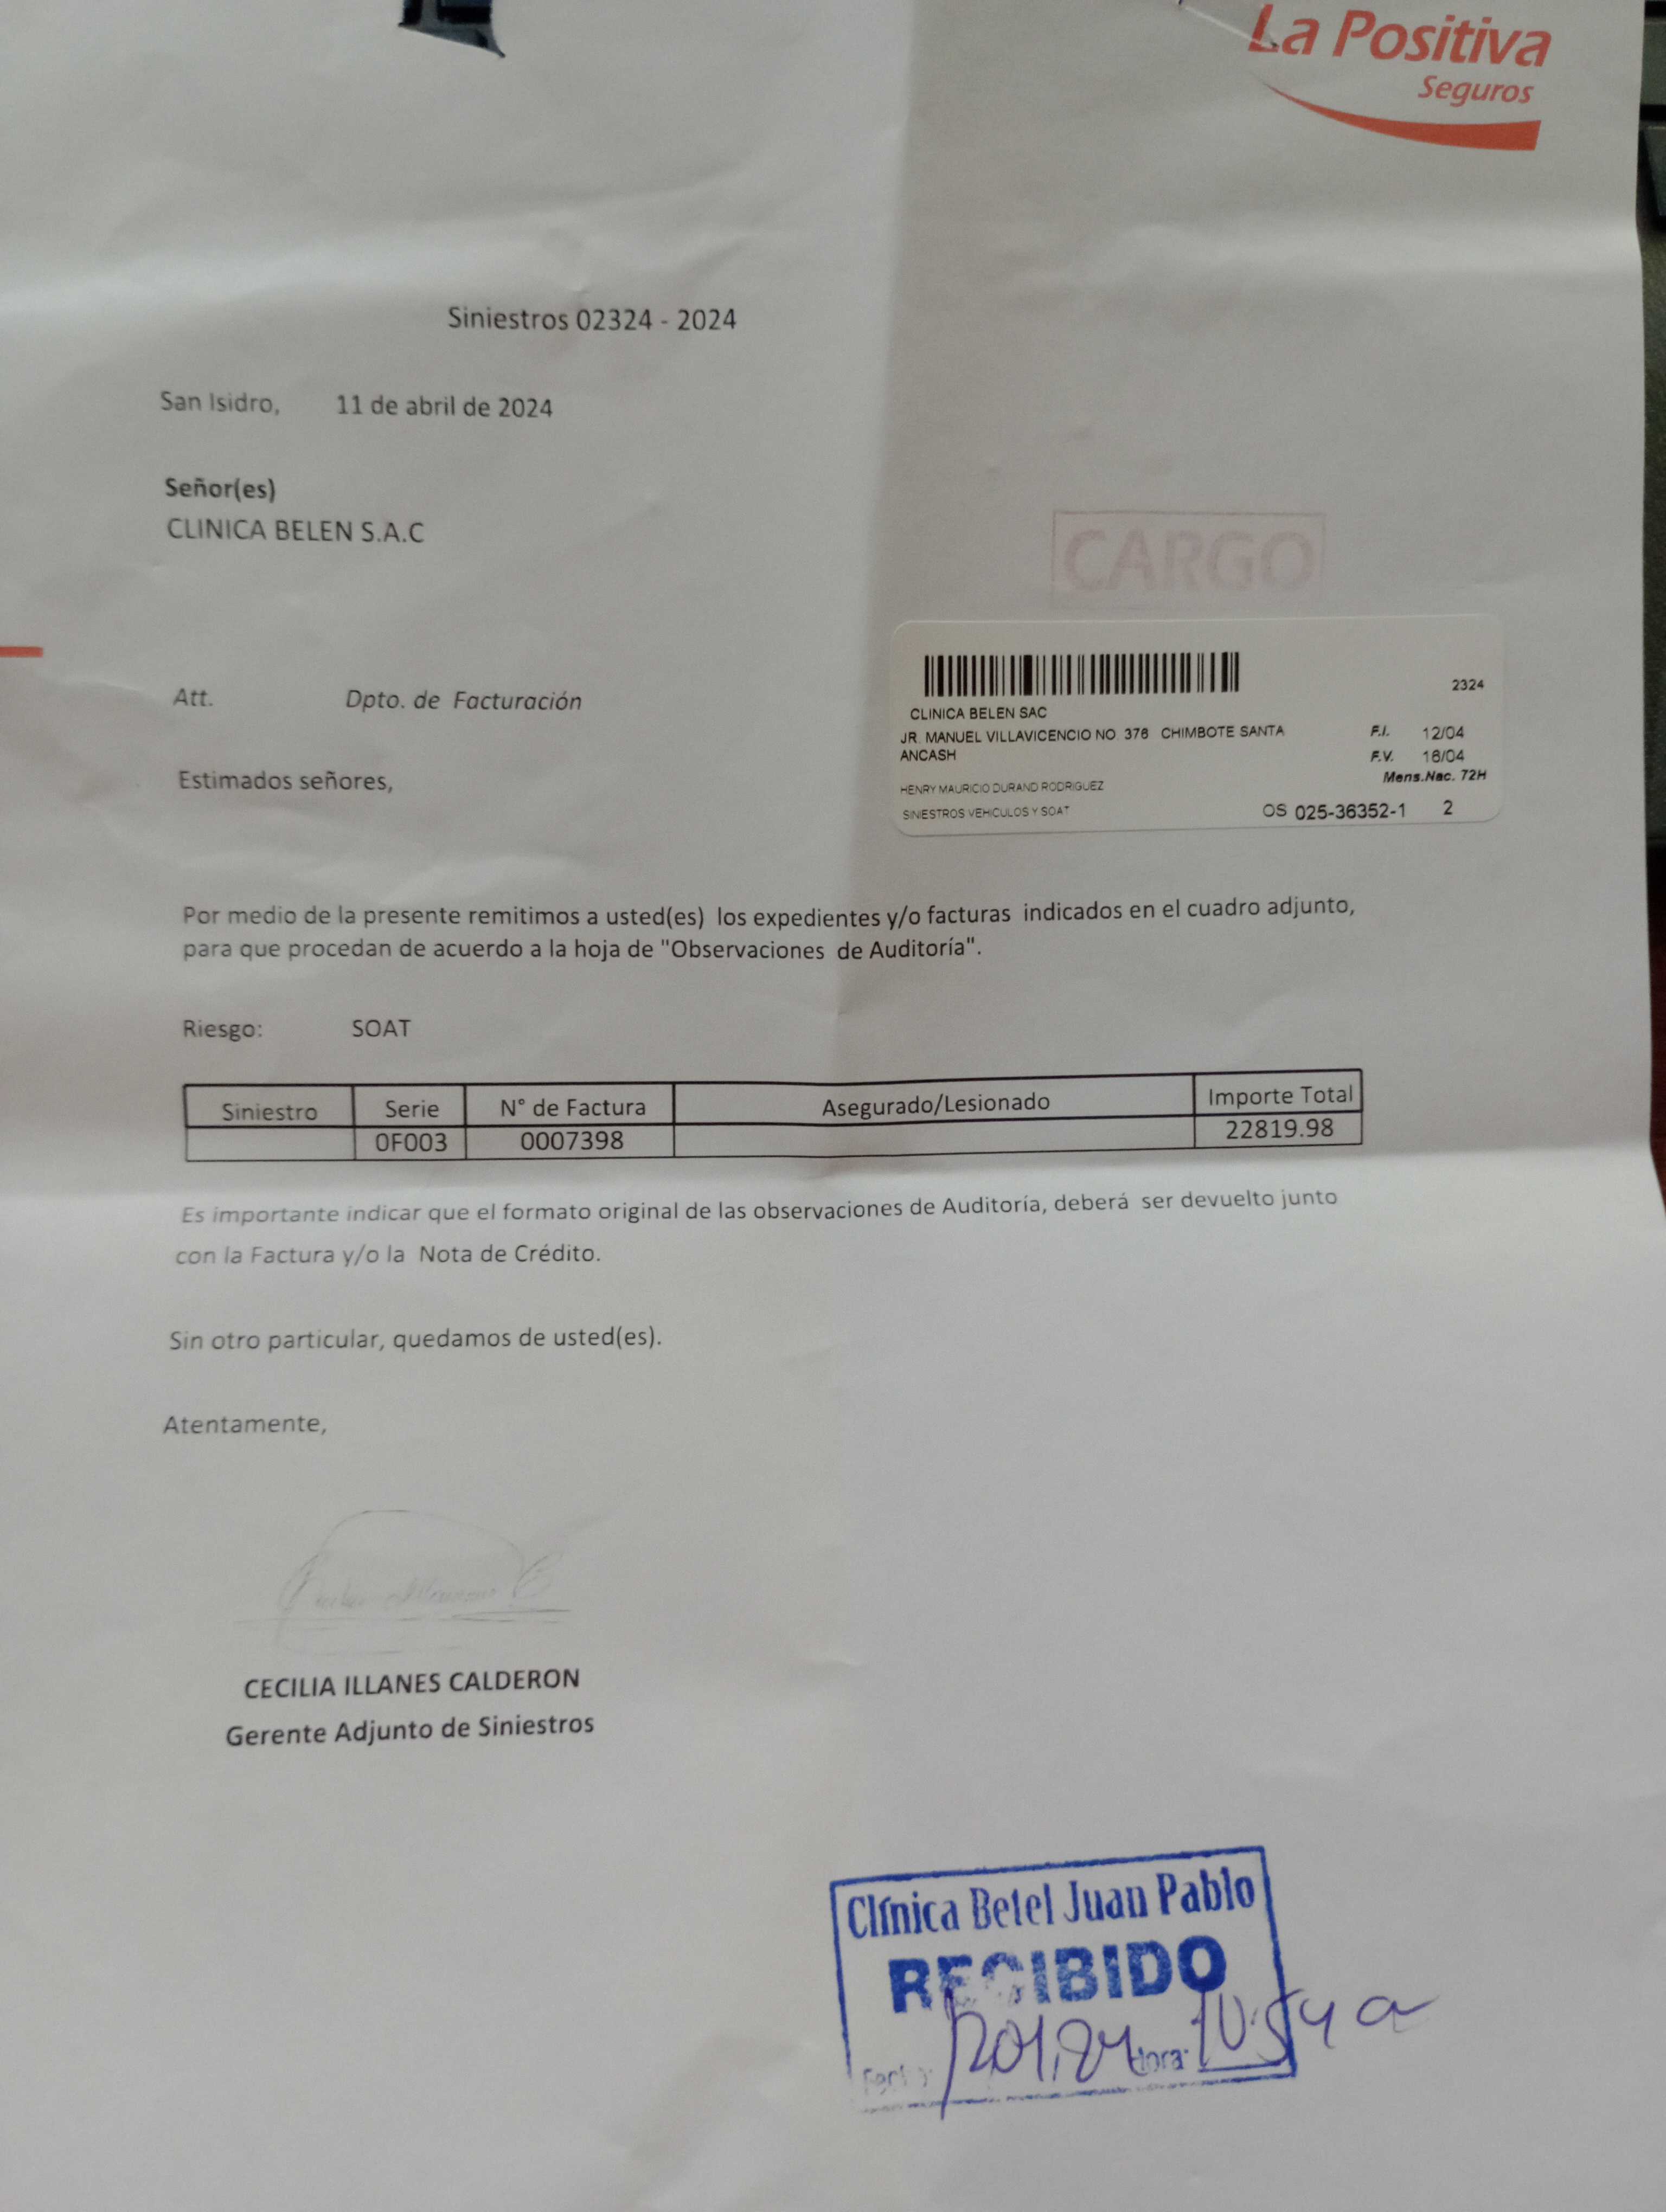 La Positiva
Seguros
Siniestros 02324 - 2024
San Isidro, 11 de abril de 2024
Señor(es)
CLINICA BELEN S.A.C
CARGO
2324
CLINICA BELEN SAC
JR. MANUEL VILLAVICENCIO NO. 376 CHIMBOTE SANTA
ANCASH
F.I. 12/04
F.V. 16/04
Mens.Nac. 72H
HENRY MAURICIO DURAND RODRIGUEZ
SINIESTROS VEHICULOS Y SOAT
OS 025-36352-1 2
Att. Dpto. de Facturación
Estimados señores,
Por medio de la presente remitimos a usted(es) los expedientes y/o facturas indicados en el cuadro adjunto,
para que procedan de acuerdo a la hoja de "Observaciones de Auditoría".
Riesgo: SOAT
Siniestro Serie N° de Factura Asegurado/Lesionado Importe Total
0F003 0007398 22819.98
Es importante indicar que el formato original de las observaciones de Auditoría, deberá ser devuelto junto
con la Factura y/o la Nota de Crédito.
Sin otro particular, quedamos de usted(es).
Atentamente,
CECILIA ILLANES CALDERON
Gerente Adjunto de Siniestros
Clínica Betel Juan Pablo
RECIBIDO
Hora: